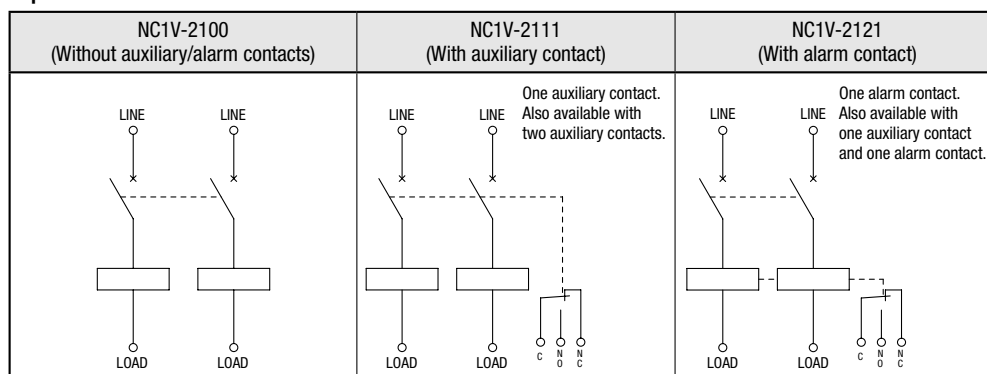 NC1V-2100
(Without auxiliary/alarm contacts)
NC1V-2111
(With auxiliary contact)
NC1V-2121
(With alarm contact)
LINE
LINE
LOAD
LOAD
One auxiliary contact.
Also available with
two auxiliary contacts.
LINE
LINE
LOAD
LOAD
C
NO
NC
One alarm contact.
Also available with
one auxiliary contact
and one alarm contact.
LINE
LINE
LOAD
LOAD
C
NO
NC